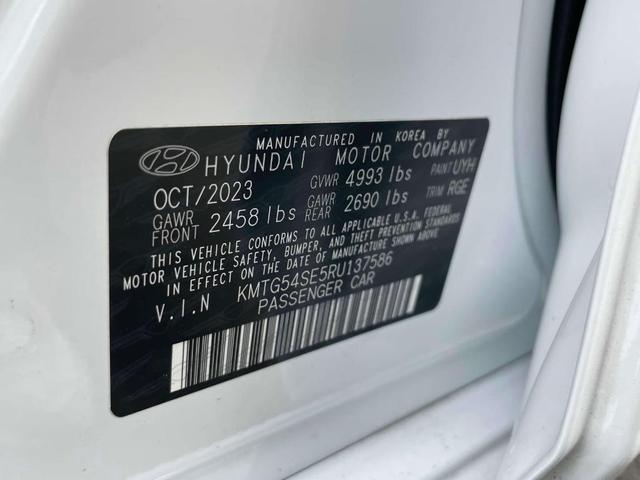 MANUFACTURED IN KOREA BY
HYUNDAI MOTOR COMPANY
OCT/2023 GVWR 4993 lbs PAINT UYH
GAWR FRONT 2458 lbs GAWR REAR 2690 lbs TRIM RGE
THIS VEHICLE CONFORMS TO ALL APPLICABLE U.S.A. FEDERAL
MOTOR VEHICLE SAFETY, BUMPER, AND THEFT PREVENTION STANDARDS
IN EFFECT ON THE DATE OF MANUFACTURE SHOWN ABOVE.
V.I.N KMTG54SE5RU137586
PASSENGER CAR